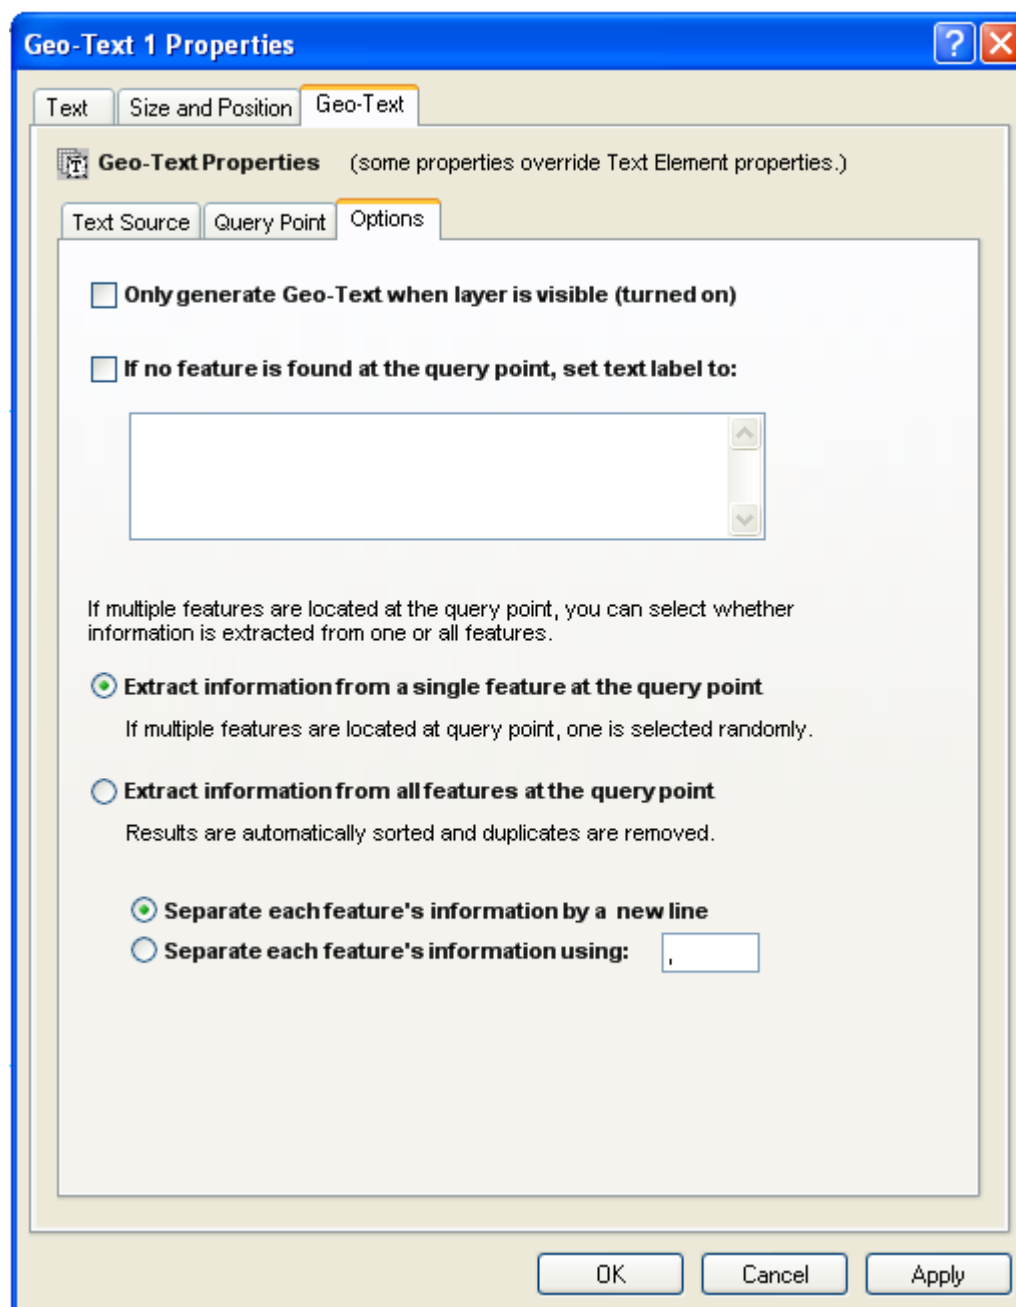 Geo-Text 1 Properties
Text Size and Position Geo-Text
Geo-Text Properties (some properties override Text Element properties.)
Text Source Query Point Options
Only generate Geo-Text when layer is visible (turned on)
If no feature is found at the query point, set text label to:
If multiple features are located at the query point, you can select whether
information is extracted from one or all features.
Extract information from a single feature at the query point
If multiple features are located at query point, one is selected randomly.
Extract information from all features at the query point
Results are automatically sorted and duplicates are removed.
Separate each feature's information by a new line
Separate each feature's information using: ,
OK Cancel Apply